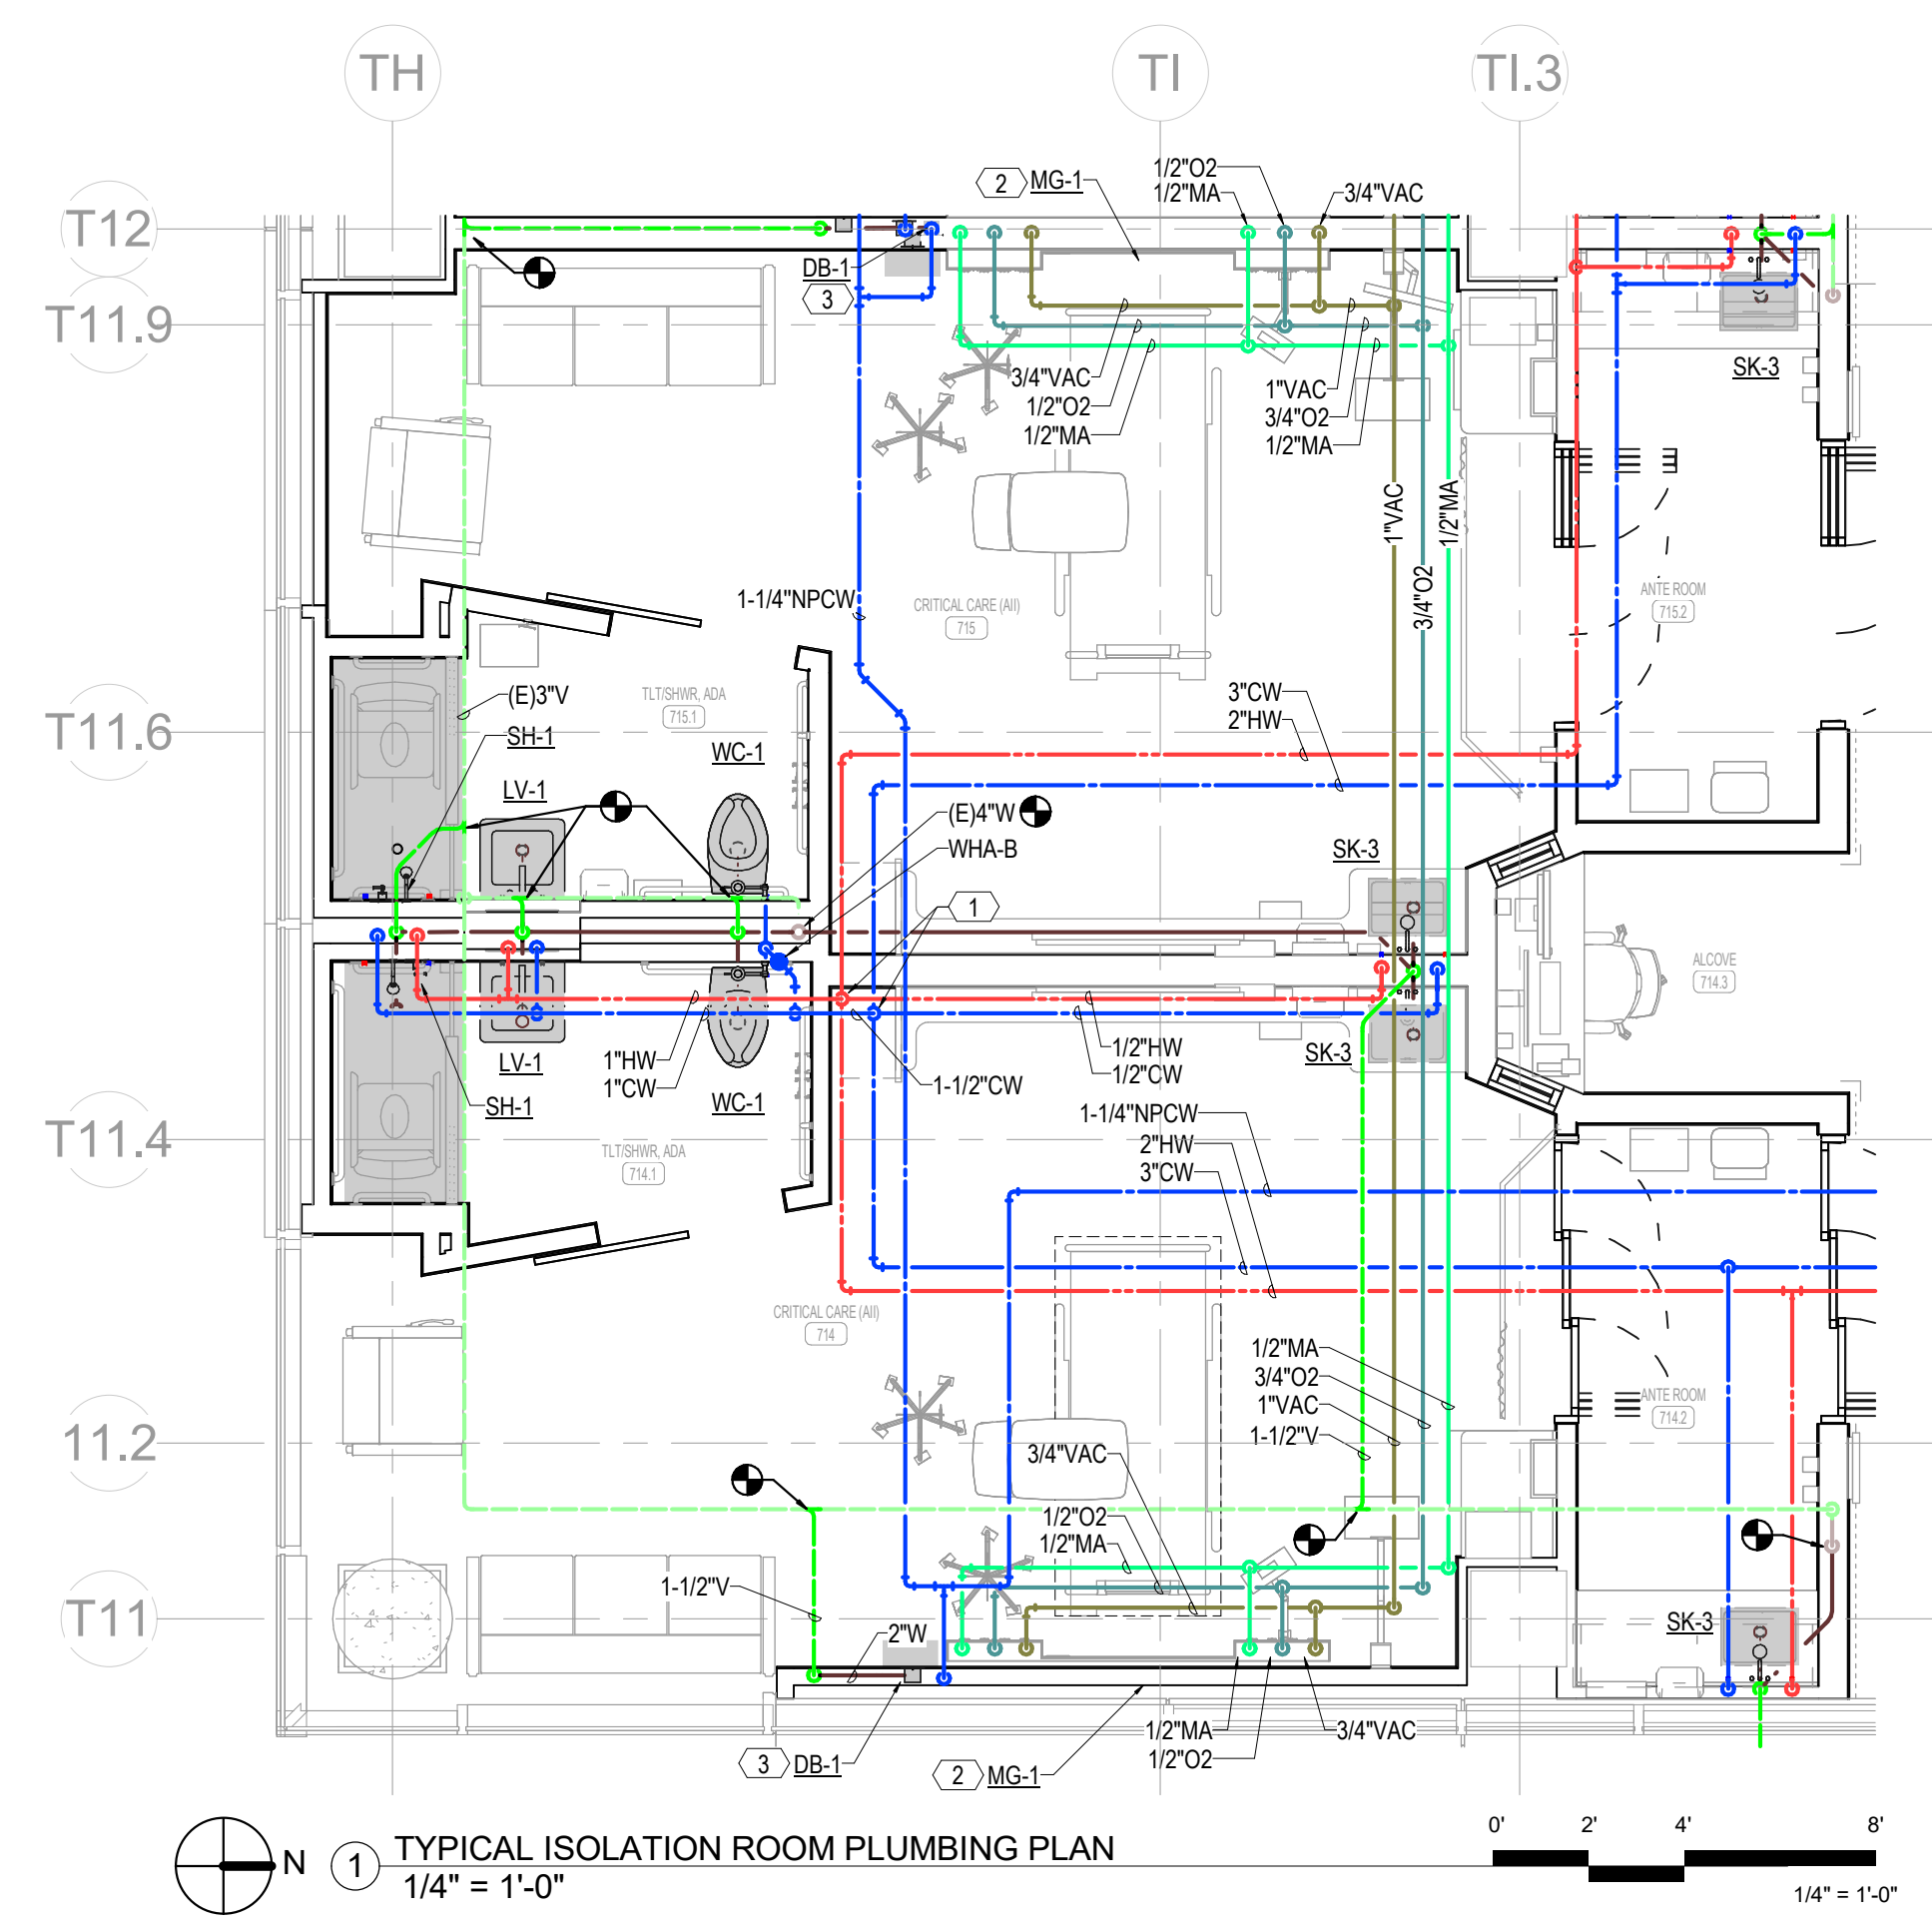 TH
TI
TI.3
T12
T11.9
T11.6
T11.4
11.2
T11
2
MG-1
1/2"O2
1/2"MA
3/4"VAC
DB-1
3
3/4"VAC
1/2"O2
1/2"MA
1"VAC
3/4"O2
1/2"MA
SK-3
1"VAC
1/2"MA
3/4"O2
1-1/4"NPCW
CRITICAL CARE (AII)
715
ANTE ROOM
715.2
(E)3"V
SH-1
TLT/SHWR, ADA
715.1
WC-1
LV-1
3"CW
2"HW
(E)4"W
WHA-B
1
SK-3
ALCOVE
714.3
SK-3
1"HW
1"CW
LV-1
SH-1
WC-1
1-1/2"CW
1/2"HW
1/2"CW
1-1/4"NPCW
2"HW
3"CW
TLT/SHWR, ADA
714.1
CRITICAL CARE (AII)
714
1/2"MA
3/4"O2
1"VAC
1-1/2"V
ANTE ROOM
714.2
3/4"VAC
1/2"O2
1/2"MA
1-1/2"V
2"W
SK-3
3
DB-1
2
MG-1
1/2"MA
1/2"O2
3/4"VAC
N
1
TYPICAL ISOLATION ROOM PLUMBING PLAN
1/4" = 1'-0"
0' 2' 4' 8'
1/4" = 1'-0"